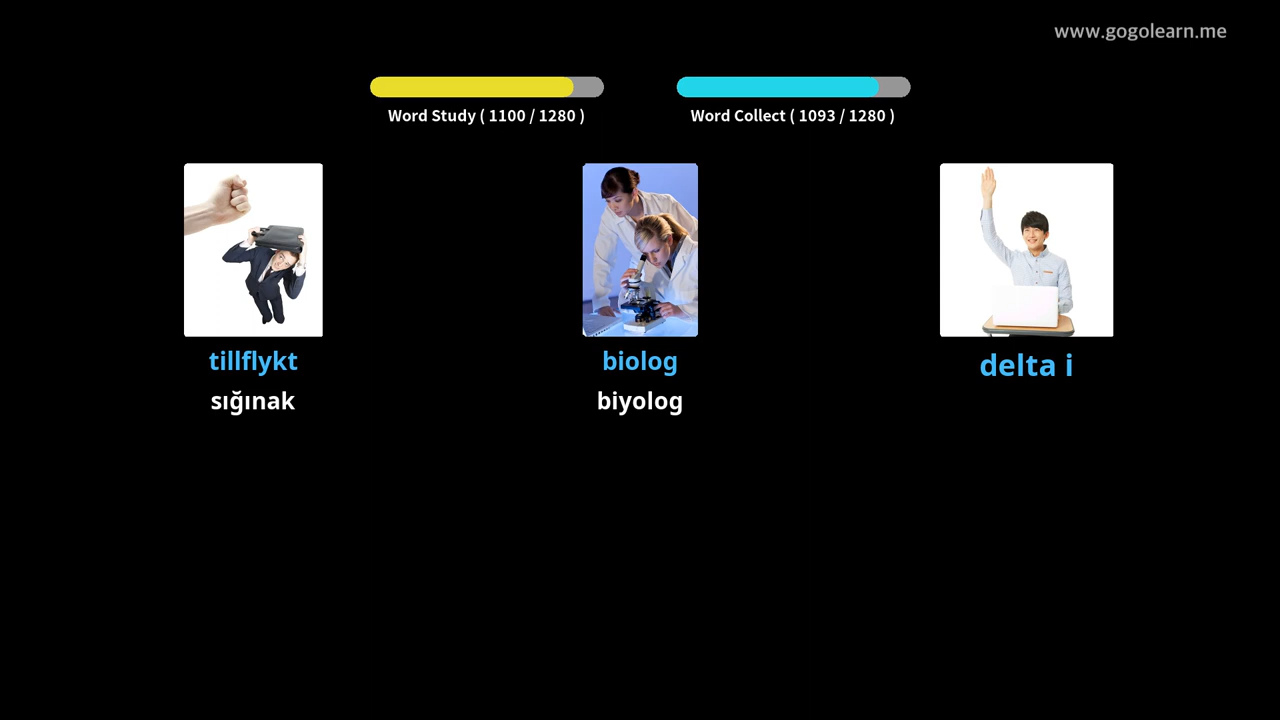 www.gogolearn.me
Word Study ( 1100 / 1280 )
Word Collect ( 1093 / 1280 )
tillflykt
sığınak
biolog
biyolog
delta i